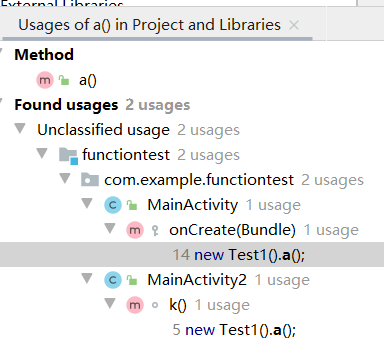 External Libraries
Usages of a() in Project and Libraries
Method
m a()
Found usages 2 usages
Unclassified usage 2 usages
functiontest 2 usages
com.example.functiontest 2 usages
C MainActivity 1 usage
m onCreate(Bundle) 1 usage
14 new Test1().a();
C MainActivity2 1 usage
m k() 1 usage
5 new Test1().a();